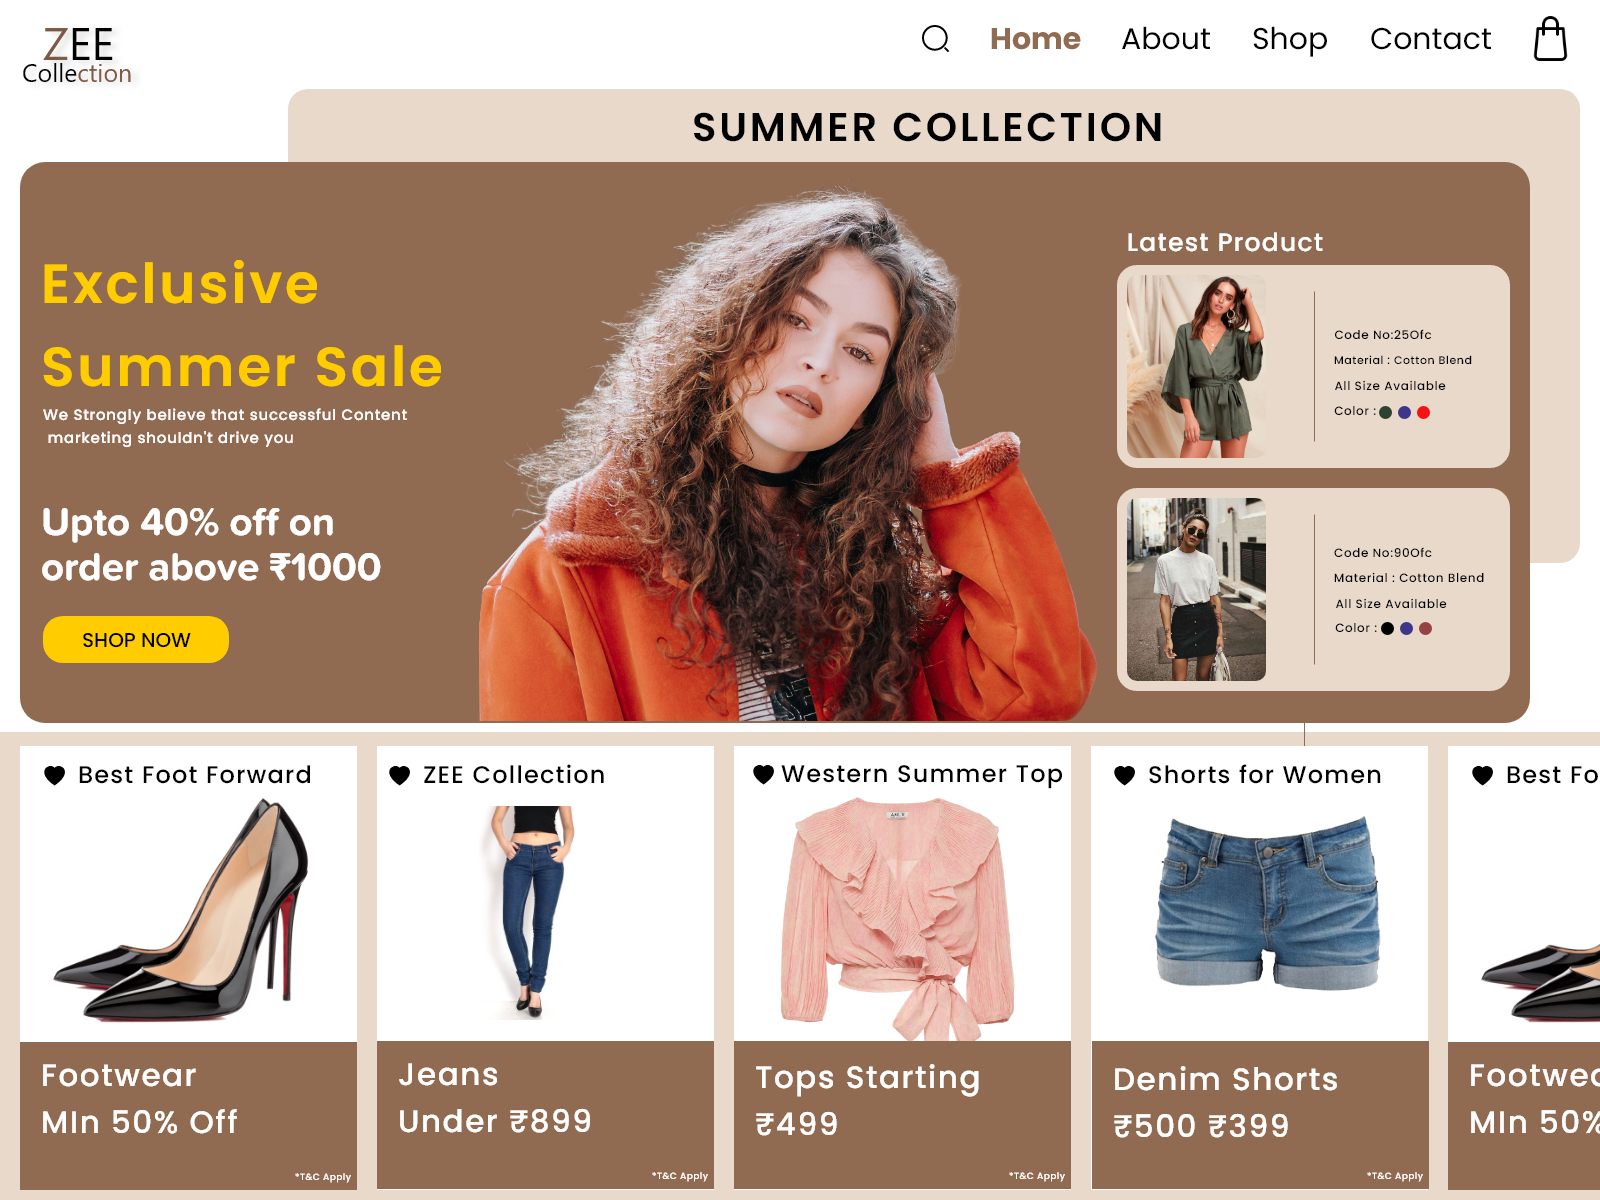 ZEE
Collection
Home
About
Shop
Contact
SUMMER COLLECTION
Exclusive
Summer Sale
We Strongly believe that successful Content
marketing shouldn't drive you
Upto 40% off on
order above ₹1000
SHOP NOW
Latest Product
Code No:25Ofc
Material : Cotton Blend
All Size Available
Color :
Code No:90Ofc
Material : Cotton Blend
All Size Available
Color :
Best Foot Forward
Footwear
MIn 50% Off
*T&C Apply
ZEE Collection
Jeans
Under ₹899
*T&C Apply
Western Summer Top
Tops Starting
₹499
*T&C Apply
Shorts for Women
Denim Shorts
₹500 ₹399
*T&C Apply
Best Fo
Footwea
MIn 50%